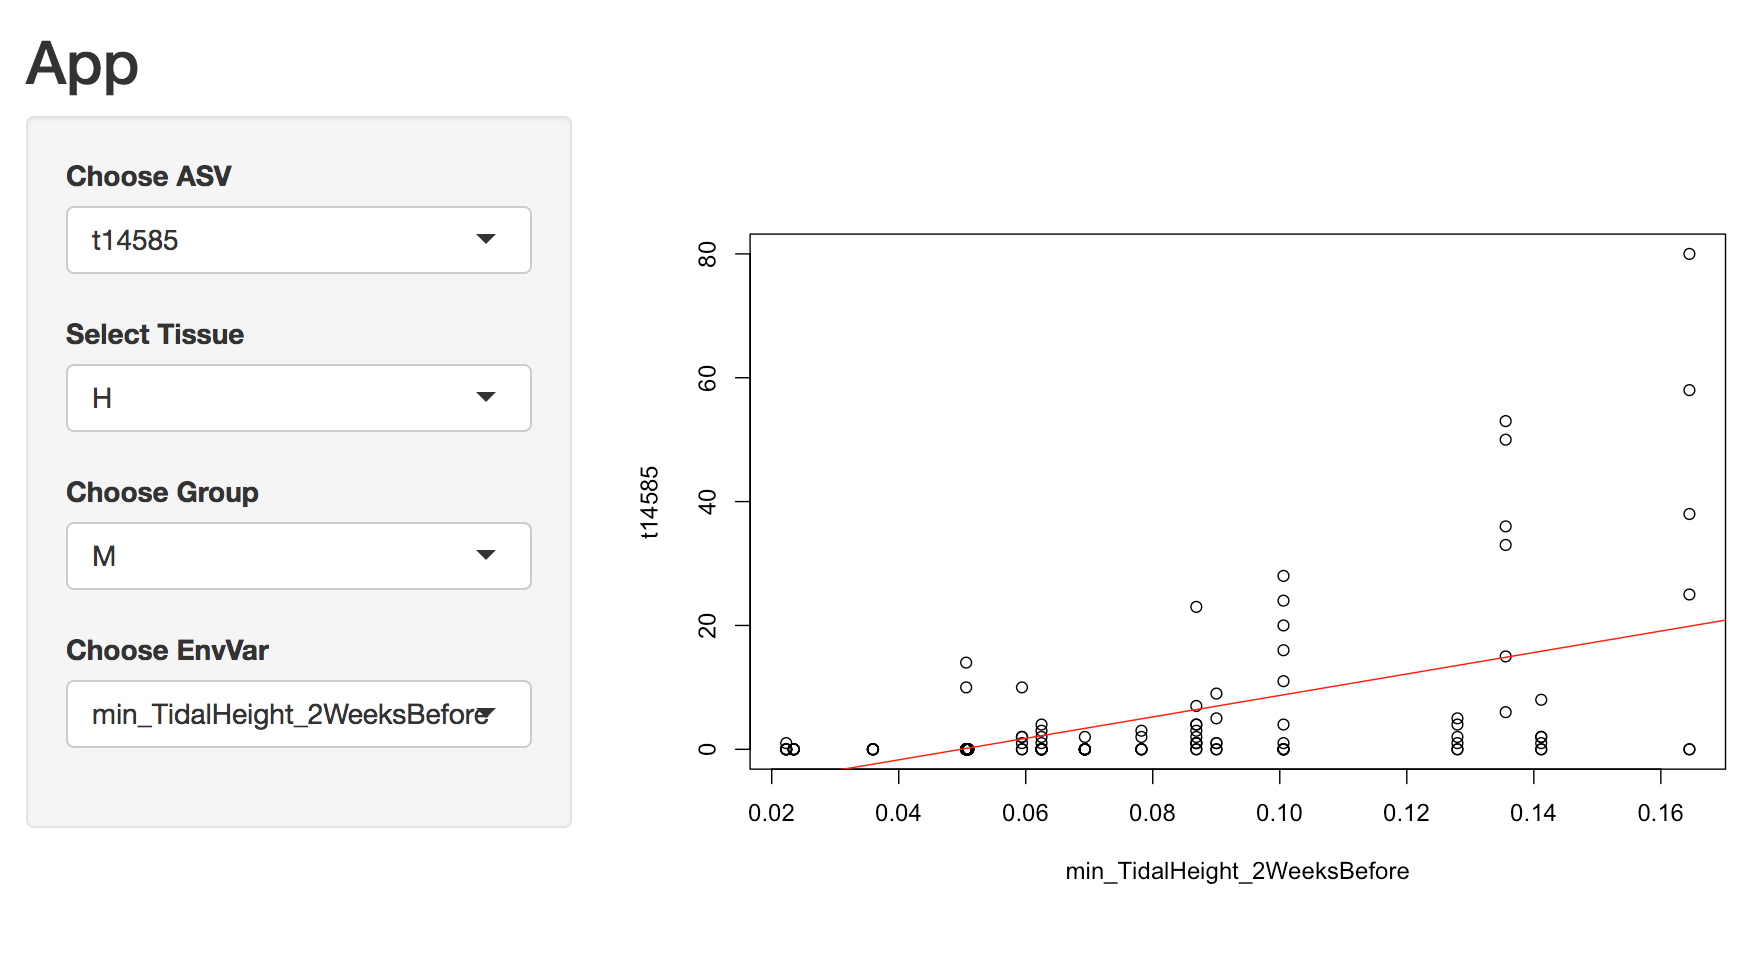 App
Choose ASV
t14585
Select Tissue
H
Choose Group
M
Choose EnvVar
min_TidalHeight_2WeeksBefore
80
60
40
20
0
t14585
0.02 0.04 0.06 0.08 0.10 0.12 0.14 0.16
min_TidalHeight_2WeeksBefore